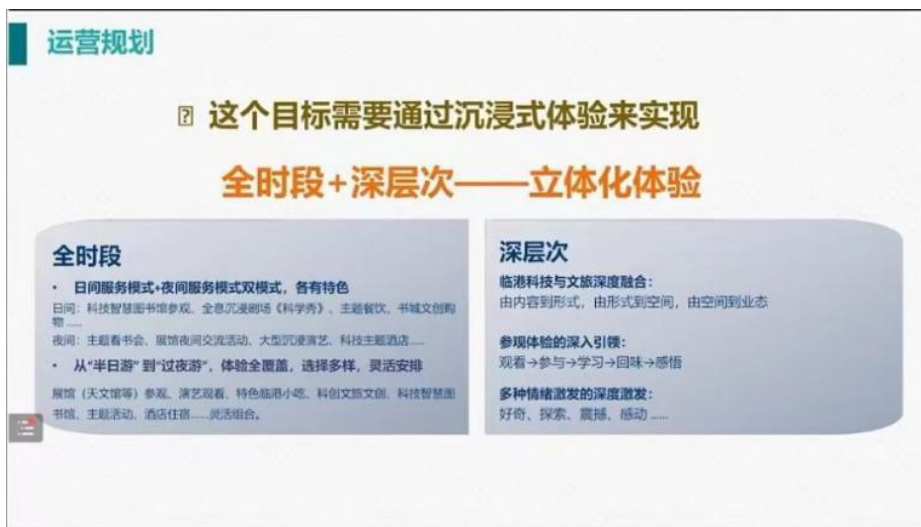 运营规划
这个目标需要通过沉浸式体验来实现
全时段+深层次——立体化体验
全时段
• 日间服务模式+夜间服务模式双模式，各有特色
日间：科技智慧图书馆参观、全息沉浸剧场《科学秀》、主题餐饮、书城文创购
物......
夜间：主题看书会、展馆夜间交流活动、大型沉浸演艺、科技主题酒店......
• 从“半日游”到“过夜游”，体验全覆盖，选择多样，灵活安排
展馆（天文馆等）参观、演艺观看、特色临港小吃、科创文旅文创、科技智慧图
书馆、主题活动、酒店住宿......灵活组合。
深层次
临港科技与文旅深度融合：
由内容到形式，由形式到空间，由空间到业态
参观体验的深入引领：
观看→参与→学习→回味→感悟
多种情绪激发的深度激发：
好奇、探索、震撼、感动......